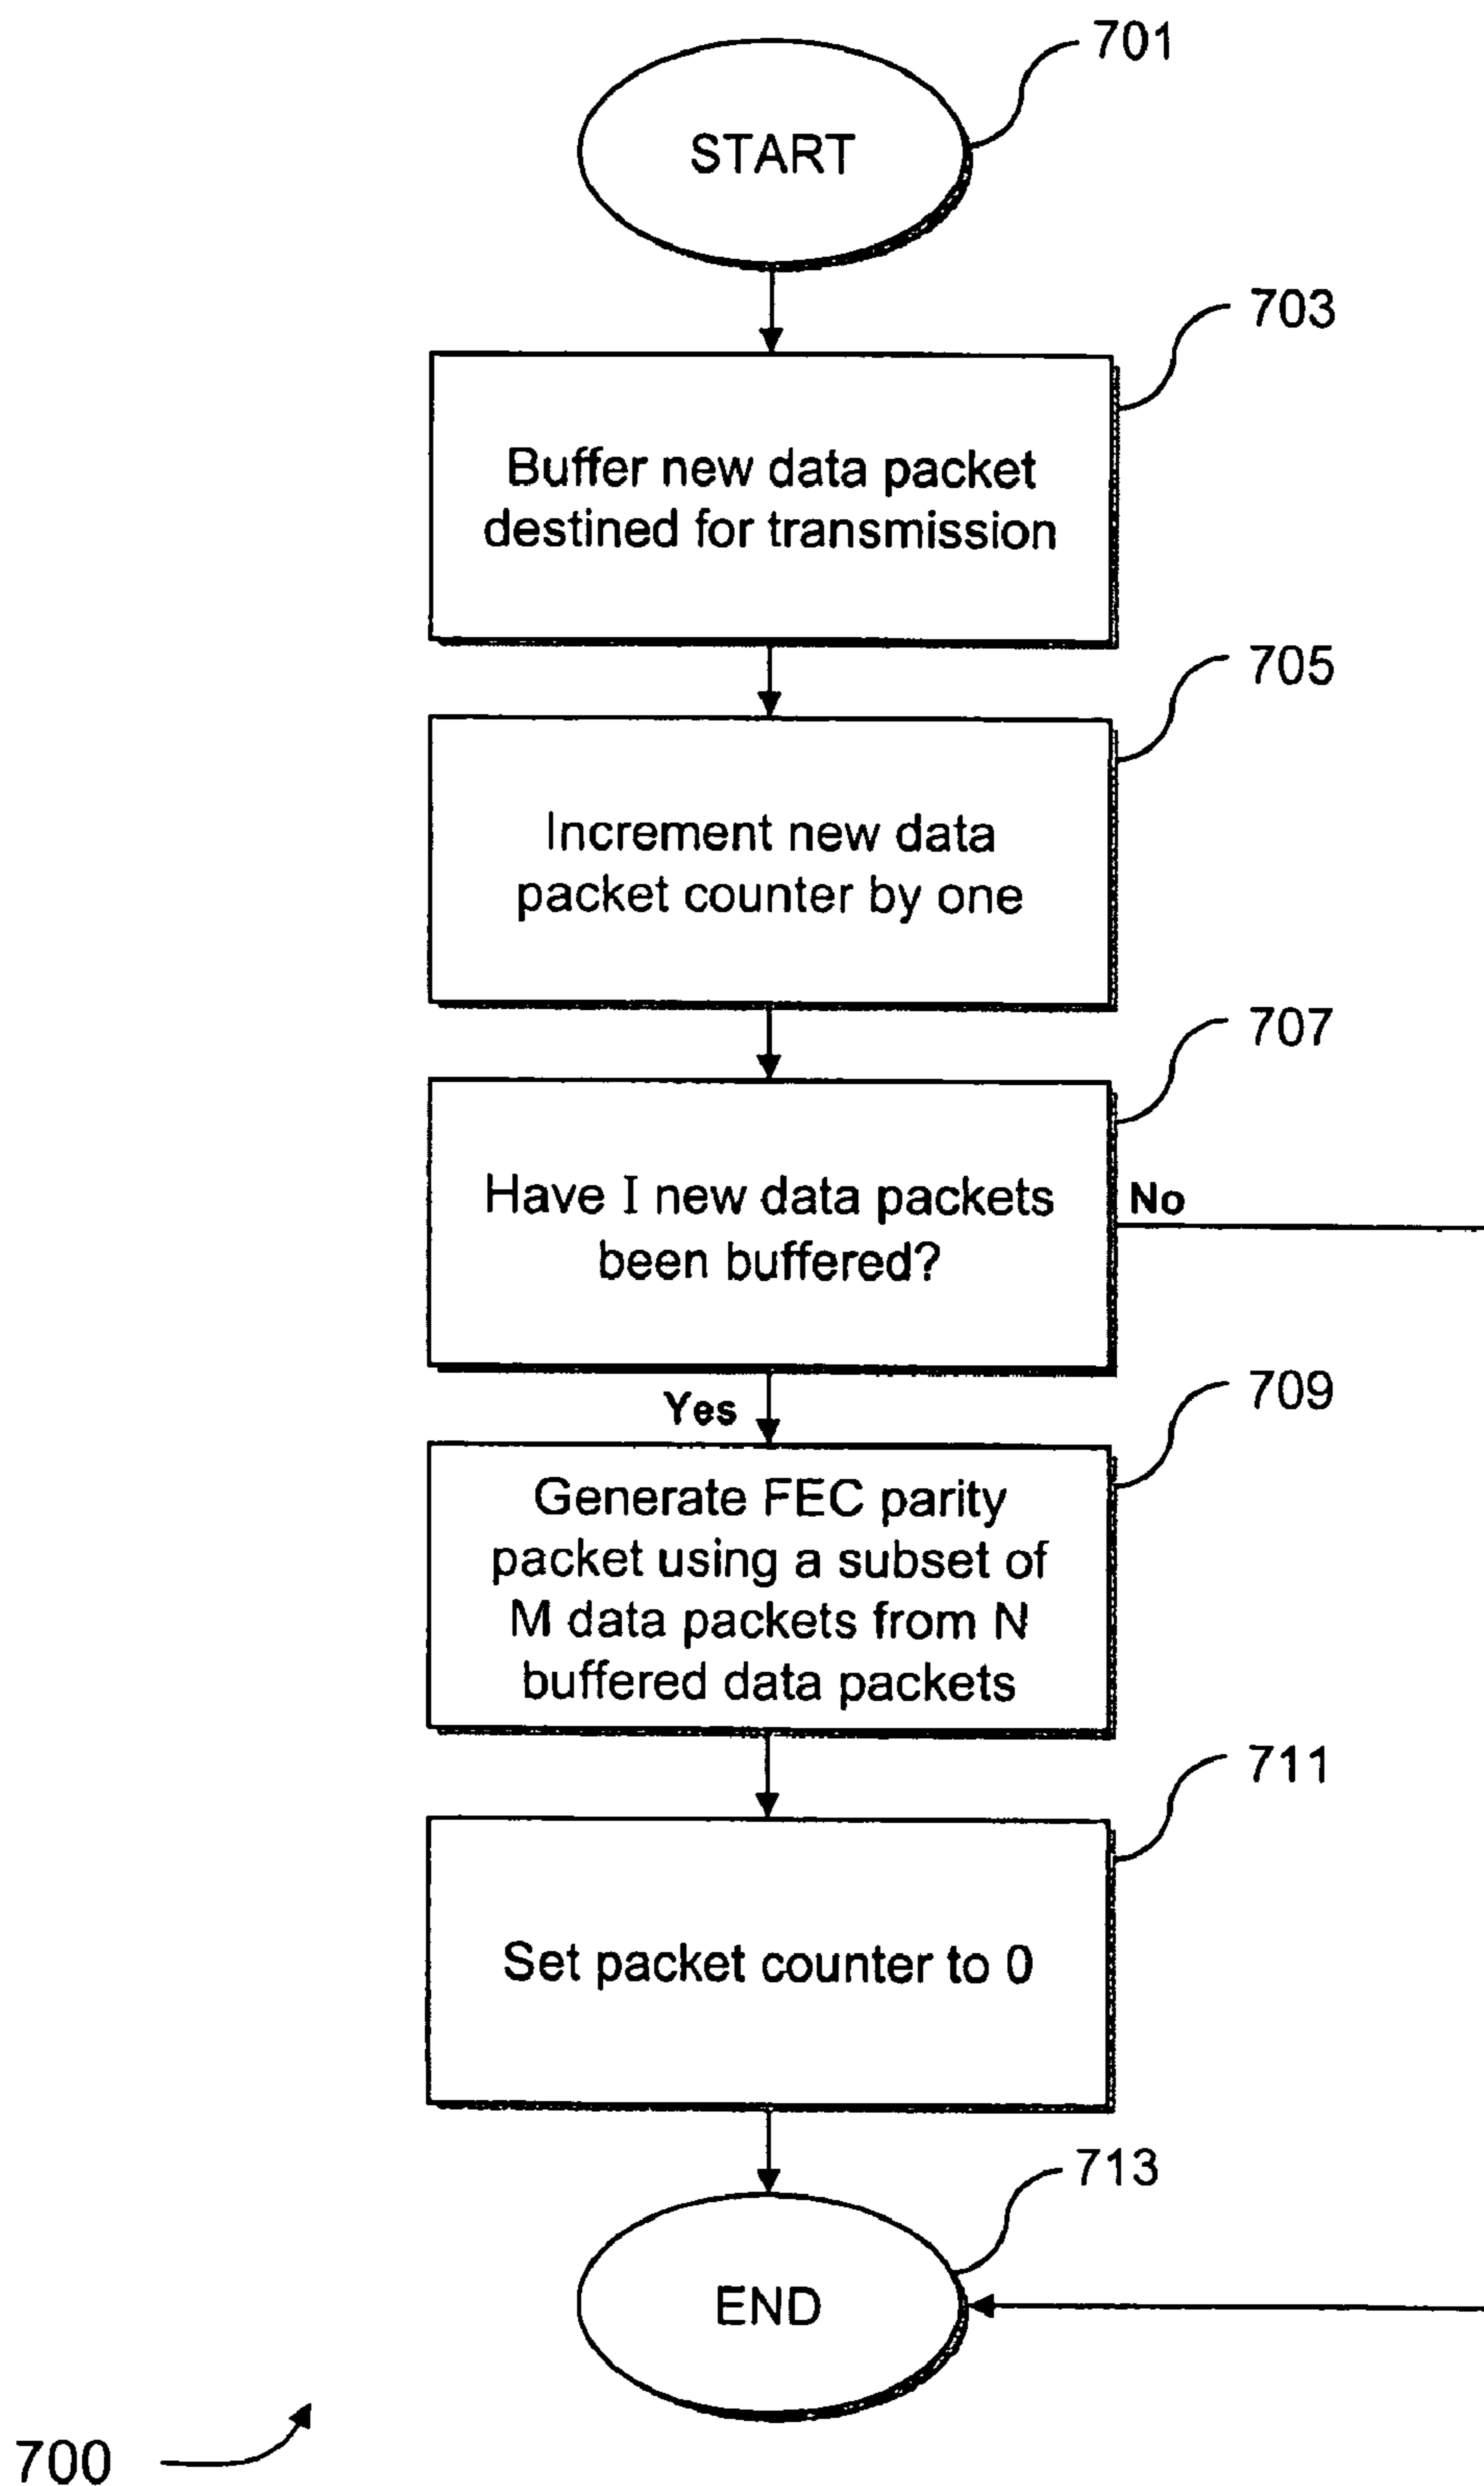 701
START
703
Buffer new data packet
destined for transmission
705
Increment new data
packet counter by one
707
Have I new data packets
been buffered?
No
Yes
709
Generate FEC parity
packet using a subset of
M data packets from N
buffered data packets
711
Set packet counter to 0
713
END
700